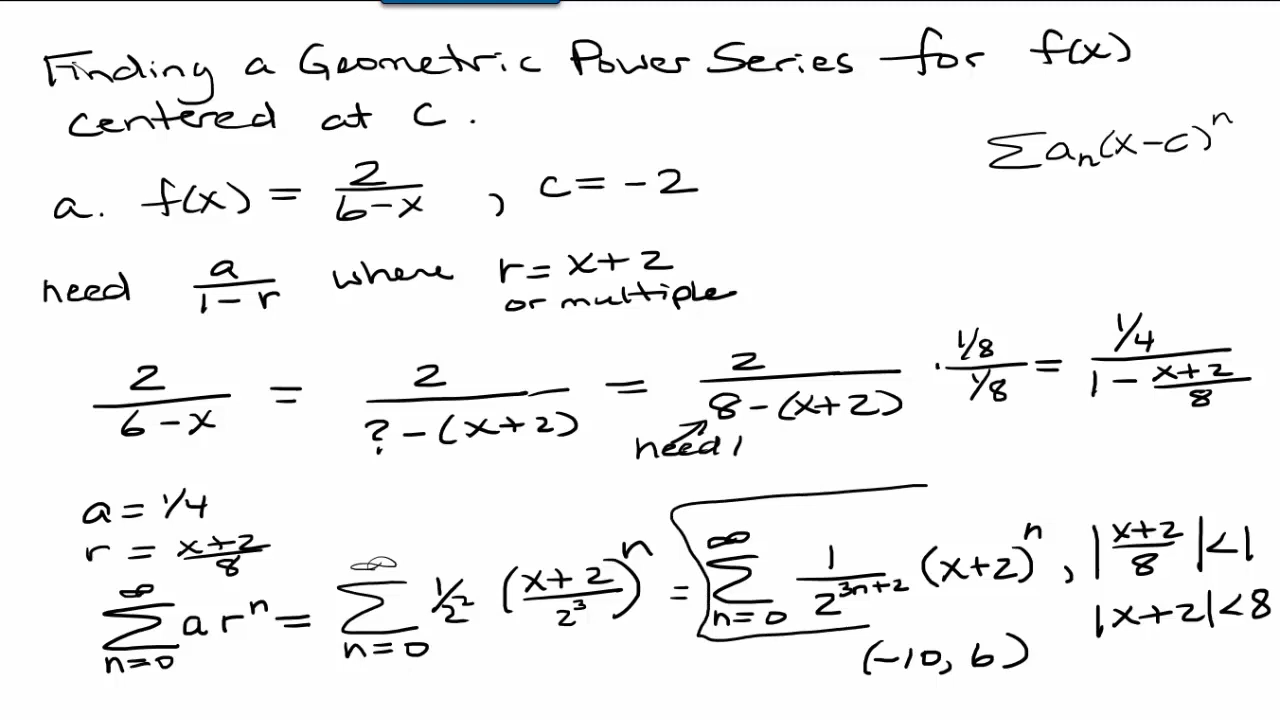 Finding a Geometric Power Series for f(x)
centered at c.
∑ aₙ(x-c)ⁿ
a. f(x) = 2/(6-x) , c = -2
need a/(1-r) where r = x+2
or multiple
2/(6-x) = 2/(?-(x+2)) = 2/(8-(x+2)) · (1/8)/(1/8) = (1/4)/(1 - (x+2)/8)
need 1
a = 1/4
r = (x+2)/8
∑_{n=0}^{∞} a rⁿ = ∑_{n=0}^{∞} 1/2² ((x+2)/2³)ⁿ = ∑_{n=0}^{∞} 1/2^{3n+2} (x+2)ⁿ , |(x+2)/8| < 1
|x+2| < 8
(-10, 6)